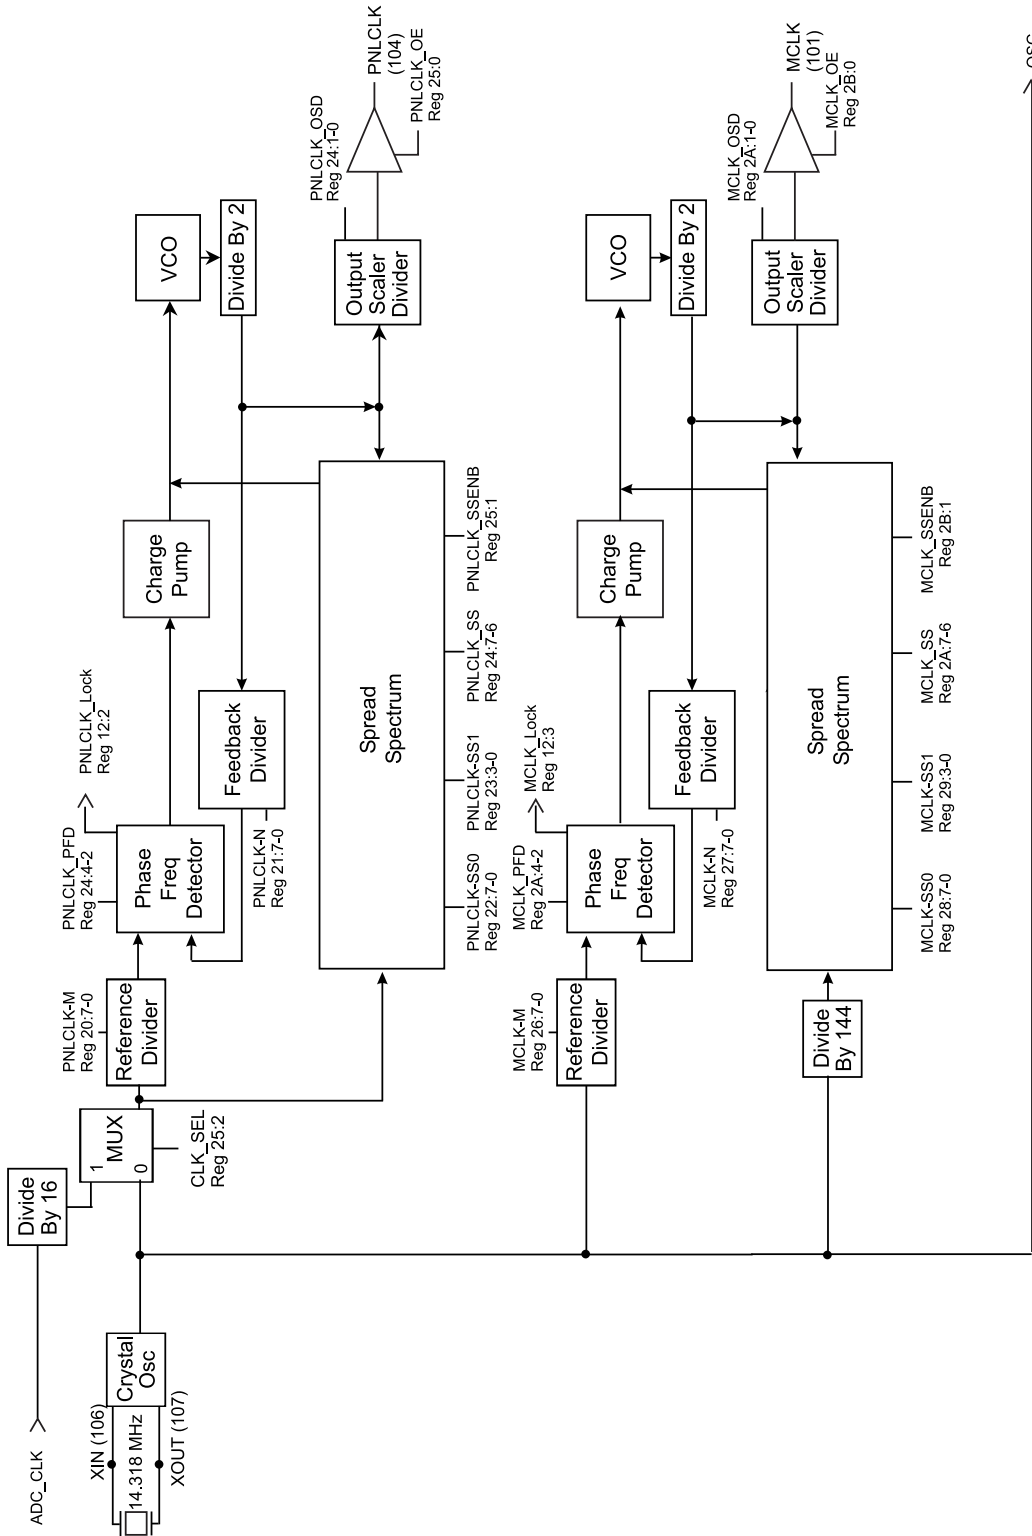 ADC_CLK
Divide
By 16
XIN (106)
14.318 MHz
XOUT (107)
Crystal
Osc
1
MUX
0
CLK_SEL
Reg 25:2
PNLCLK-M
Reg 20:7-0
Reference
Divider
PNLCLK_PFD
Reg 24:4-2
PNLCLK_Lock
Reg 12:2
Phase
Freq
Detector
Charge
Pump
VCO
Divide By 2
Feedback
Divider
PNLCLK-N
Reg 21:7-0
Spread
Spectrum
PNLCLK-SS0
Reg 22:7-0
PNLCLK-SS1
Reg 23:3-0
PNLCLK_SS
Reg 24:7-6
PNLCLK_SSENB
Reg 25:1
Output
Scaler
Divider
PNLCLK_OSD
Reg 24:1-0
PNLCLK
(104)
PNLCLK_OE
Reg 25:0
MCLK-M
Reg 26:7-0
Reference
Divider
MCLK_PFD
Reg 2A:4-2
MCLK_Lock
Reg 12:3
Phase
Freq
Detector
Charge
Pump
VCO
Divide By 2
Feedback
Divider
MCLK-N
Reg 27:7-0
Divide
By 144
Spread
Spectrum
MCLK-SS0
Reg 28:7-0
MCLK-SS1
Reg 29:3-0
MCLK_SS
Reg 2A:7-6
MCLK_SSENB
Reg 2B:1
Output
Scaler
Divider
MCLK_OSD
Reg 2A:1-0
MCLK
(101)
MCLK_OE
Reg 2B:0